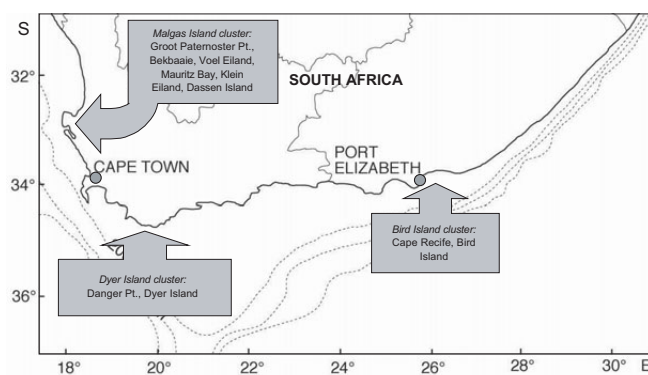 S
Malgas Island cluster:
Groot Paternoster Pt.,
Bekbaaie, Voel Eiland,
Mauritz Bay, Klein
Eiland, Dassen Island
32°
SOUTH AFRICA
PORT
ELIZABETH
CAPE TOWN
34°
Bird Island cluster:
Cape Recife, Bird
Island
Dyer Island cluster:
Danger Pt., Dyer Island
36°
18°
20°
22°
24°
26°
28°
30°
E